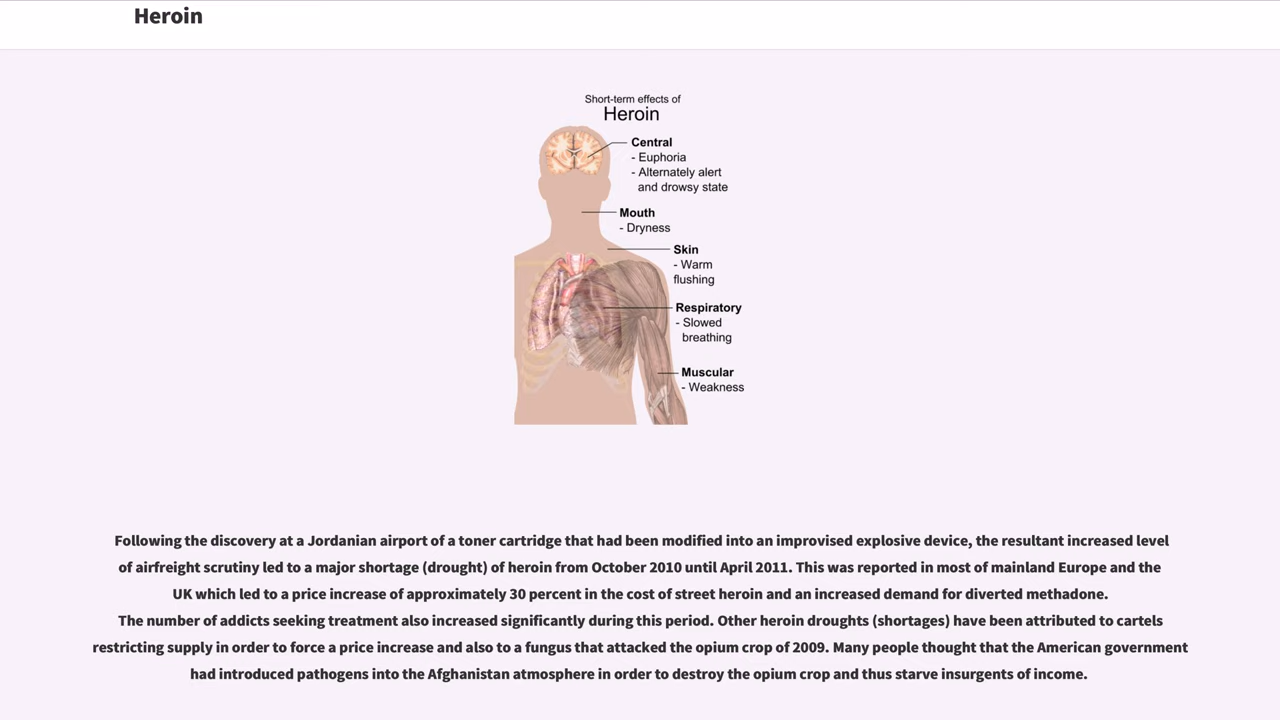 Heroin
Short-term effects of
Heroin
Central
- Euphoria
- Alternately alert
and drowsy state
Mouth
- Dryness
Skin
- Warm
flushing
Respiratory
- Slowed
breathing
Muscular
- Weakness
Following the discovery at a Jordanian airport of a toner cartridge that had been modified into an improvised explosive device, the resultant increased level
of airfreight scrutiny led to a major shortage (drought) of heroin from October 2010 until April 2011. This was reported in most of mainland Europe and the
UK which led to a price increase of approximately 30 percent in the cost of street heroin and an increased demand for diverted methadone.
The number of addicts seeking treatment also increased significantly during this period. Other heroin droughts (shortages) have been attributed to cartels
restricting supply in order to force a price increase and also to a fungus that attacked the opium crop of 2009. Many people thought that the American government
had introduced pathogens into the Afghanistan atmosphere in order to destroy the opium crop and thus starve insurgents of income.